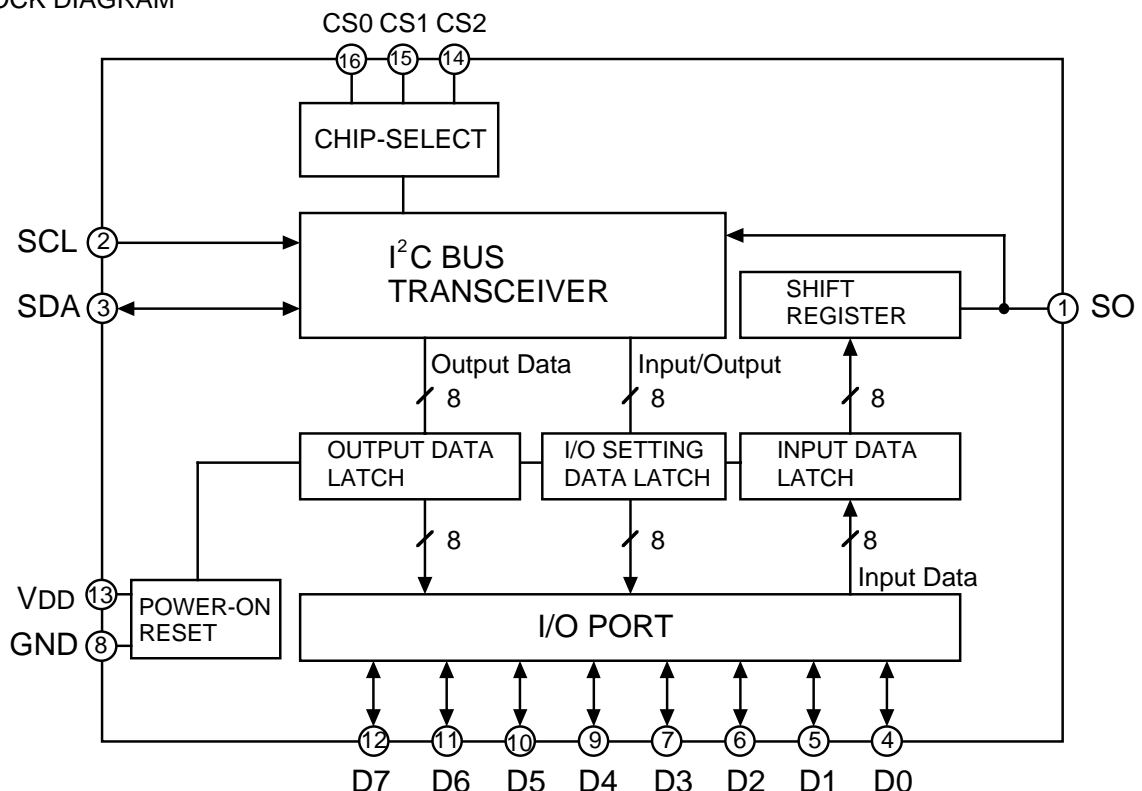 OCK DIAGRAM
CS0 CS1 CS2
16 15 14
CHIP-SELECT
SCL 2
I²C BUS
TRANSCEIVER
SDA 3
SHIFT
REGISTER
1 SO
Output Data
Input/Output
8 8 8
OUTPUT DATA
LATCH
I/O SETTING
DATA LATCH
INPUT DATA
LATCH
8 8 8
Input Data
VDD 13
GND 8
POWER-ON
RESET
I/O PORT
12 11 10 9 7 6 5 4
D7 D6 D5 D4 D3 D2 D1 D0